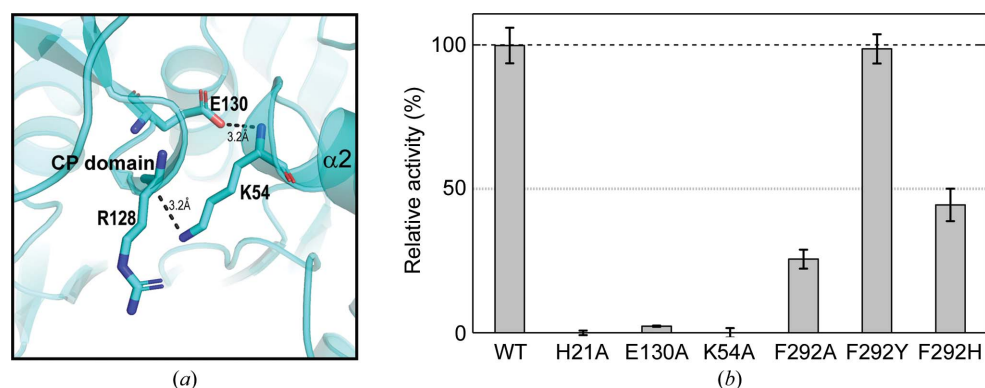 E130
3.2Å
CP domain
α2
K54
R128
3.2Å
(a)
Relative activity (%)
100
50
0
WT H21A E130A K54A F292A F292Y F292H
(b)